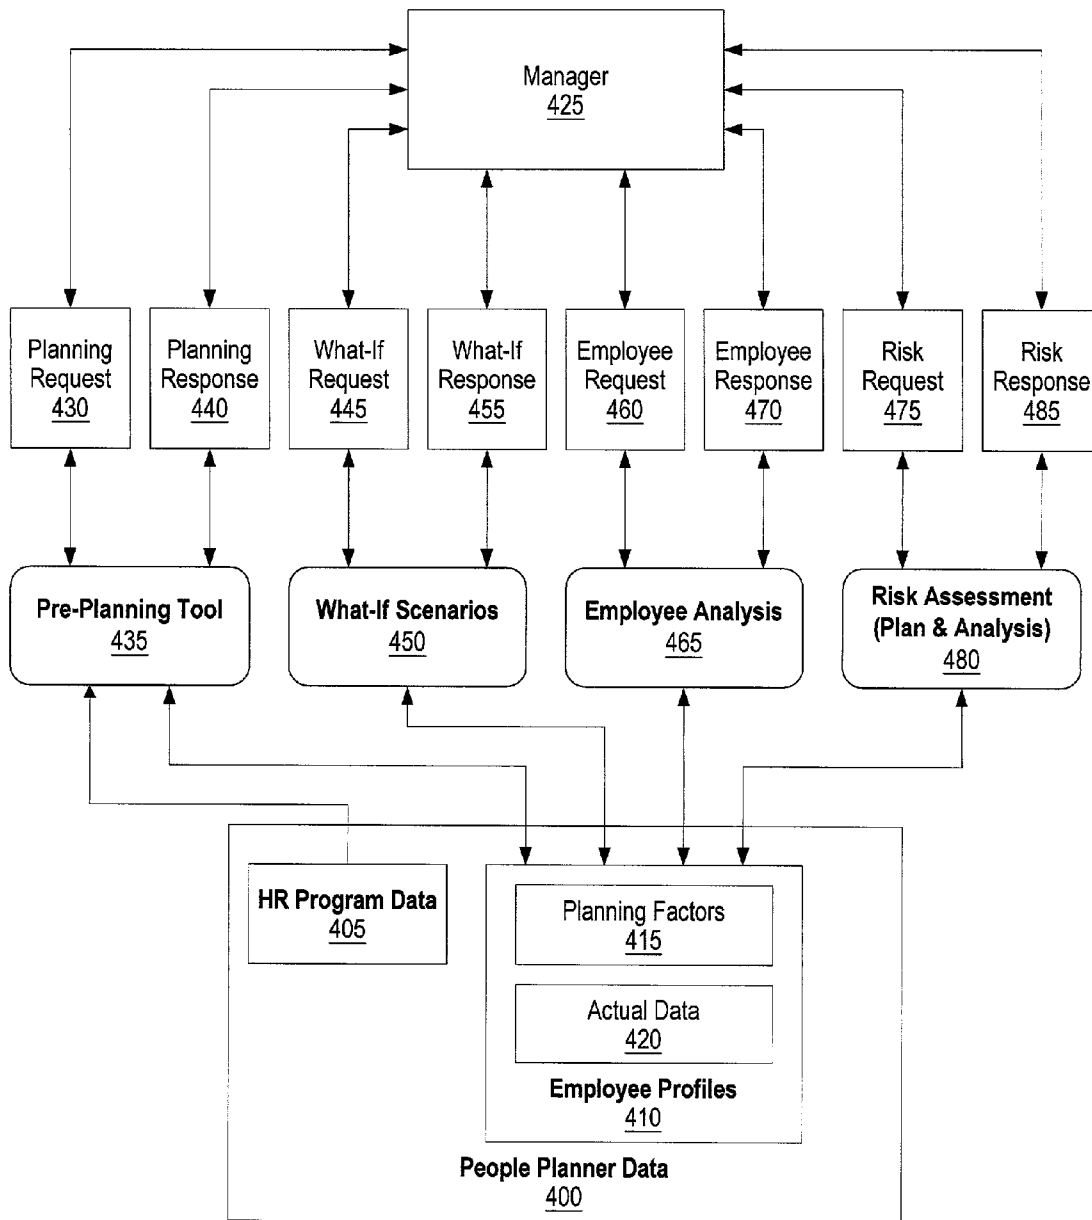 Manager
425
Planning
Request
430
Planning
Response
440
What-If
Request
445
What-If
Response
455
Employee
Request
460
Employee
Response
470
Risk
Request
475
Risk
Response
485
Pre-Planning Tool
435
What-If Scenarios
450
Employee Analysis
465
Risk Assessment
(Plan & Analysis)
480
HR Program Data
405
Planning Factors
415
Actual Data
420
Employee Profiles
410
People Planner Data
400